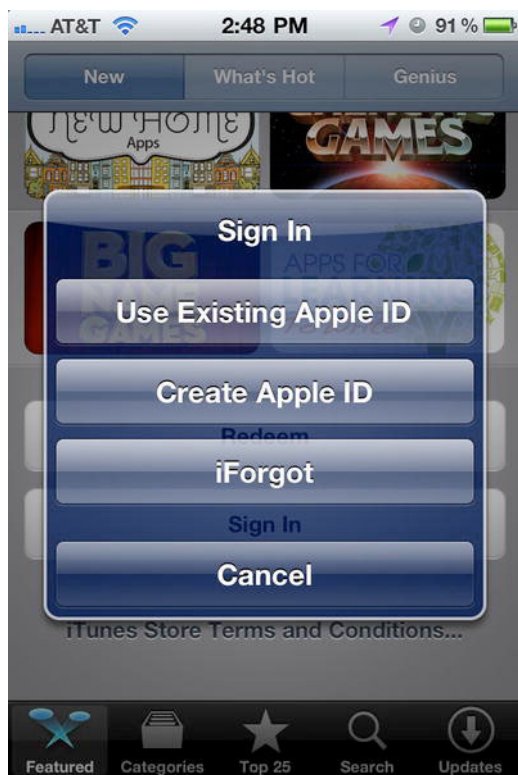 AT&T 2:48 PM 91%
New What's Hot Genius
NEW HOME
Apps
GAMES
Sign In
BIG
NAME
GAMES
APPS FOR
LEARNING
Use Existing Apple ID
Create Apple ID
Redeem
iForgot
Sign In
Cancel
iTunes Store Terms and Conditions...
Featured Categories Top 25 Search Updates